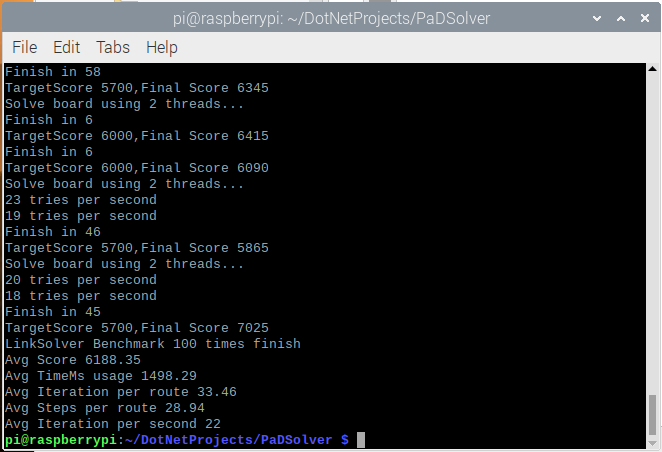 pi@raspberrypi: ~/DotNetProjects/PaDSolver
File Edit Tabs Help
Finish in 58
TargetScore 5700,Final Score 6345
Solve board using 2 threads...
Finish in 6
TargetScore 6000,Final Score 6415
Finish in 6
TargetScore 6000,Final Score 6090
Solve board using 2 threads...
23 tries per second
19 tries per second
Finish in 46
TargetScore 5700,Final Score 5865
Solve board using 2 threads...
20 tries per second
18 tries per second
Finish in 45
TargetScore 5700,Final Score 7025
LinkSolver Benchmark 100 times finish
Avg Score 6188.35
Avg TimeMs usage 1498.29
Avg Iteration per route 33.46
Avg Steps per route 28.94
Avg Iteration per second 22
pi@raspberrypi:~/DotNetProjects/PaDSolver $